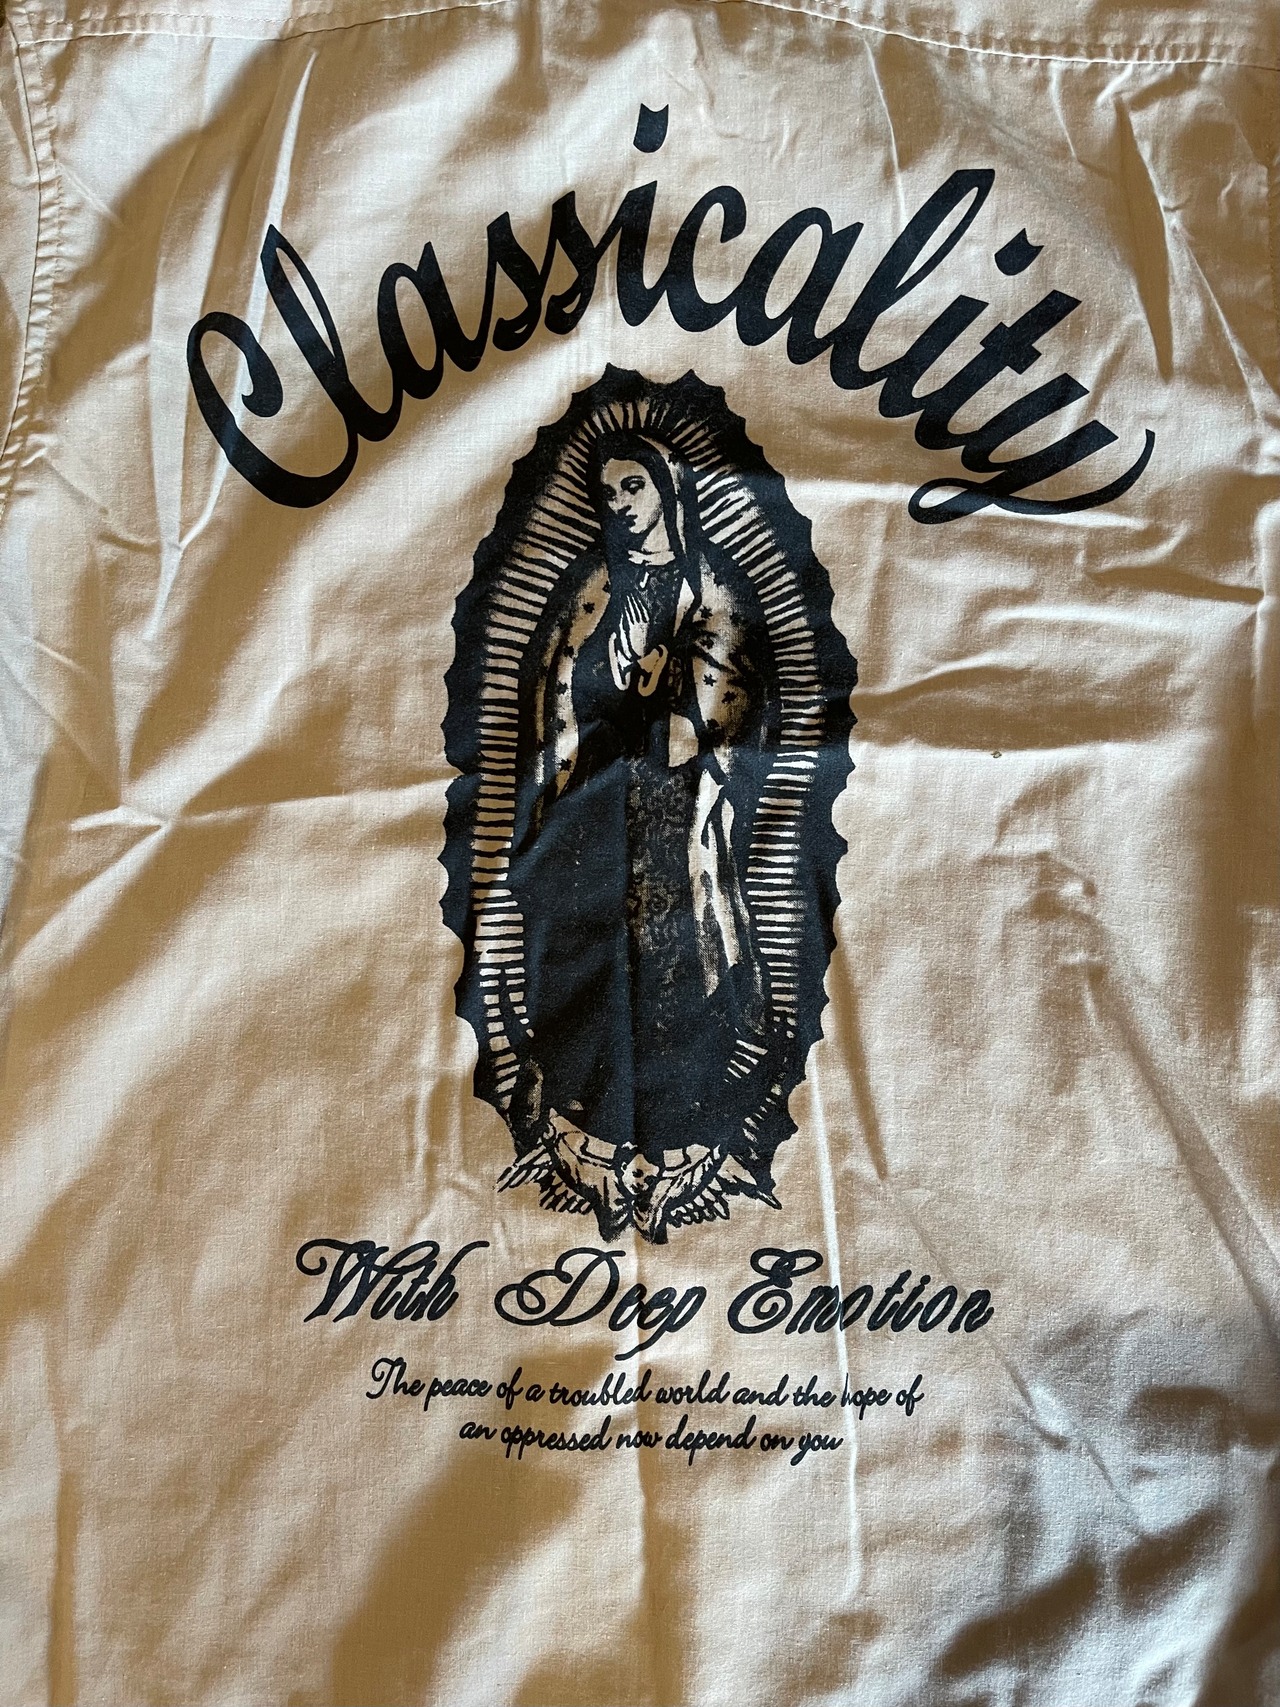 Classicality
With Deep Emotion
The peace of a troubled world and the hope of
an oppressed now depend on you